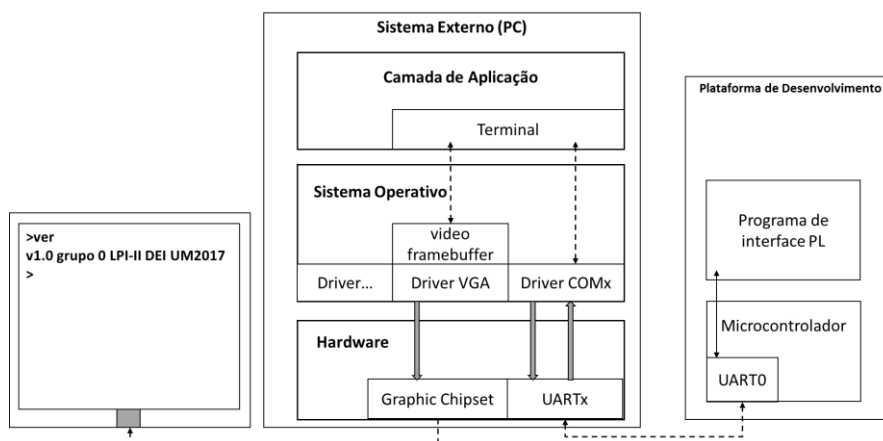 Sistema Externo (PC)
Camada de Aplicação
Terminal
Sistema Operativo
video
framebuffer
Driver...
Driver VGA
Driver COMx
Hardware
Graphic Chipset
UARTx
>ver
v1.0 grupo 0 LPI-II DEI UM2017
>
Plataforma de Desenvolvimento
Programa de
interface PL
Microcontrolador
UART0